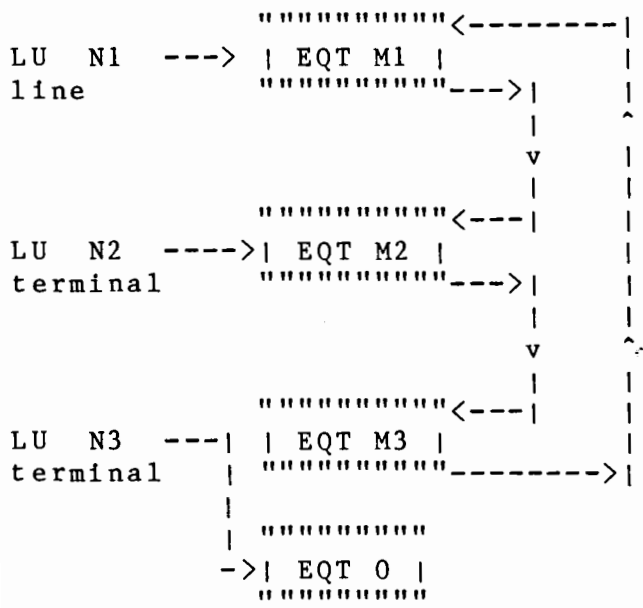 """"""""""<---------|
LU  N1  ---> | EQT M1 |          |
line         """"""""""--->|     |
                           |     ^
                           v     |
                           |     |
             """"""""""<---|     |
LU  N2  ---->| EQT M2 |          |
terminal     """"""""""--->|     |
                           |     |
                           v     ^
                           |     |
             """"""""""<---|     |
LU  N3  ---| | EQT M3 |          |
terminal   | """"""""""--------->|
           |
           | """""""""
           ->| EQT 0 |
             """""""""